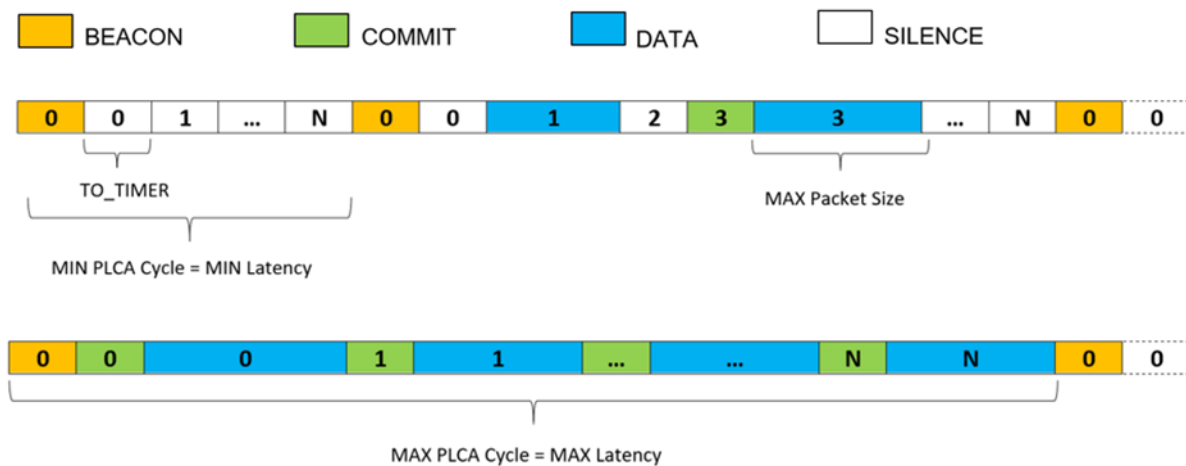 BEACON COMMIT DATA SILENCE
0 0 1 ... N 0 0 1 2 3 3 ... N 0 0
TO_TIMER
MAX Packet Size
MIN PLCA Cycle = MIN Latency
0 0 0 1 1 ... ... N N 0 0
MAX PLCA Cycle = MAX Latency